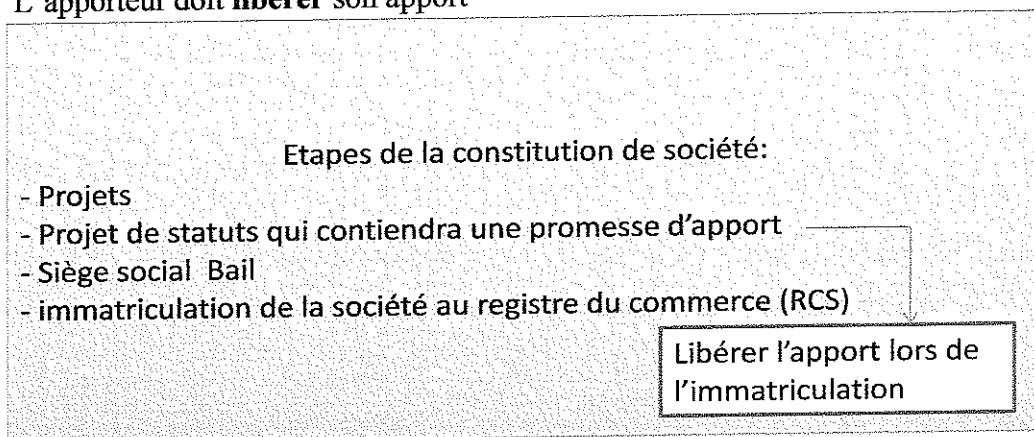 L'apporteur doit libérer son apport
Etapes de la constitution de société:
- Projets
- Projet de statuts qui contiendra une promesse d'apport
- Siège social Bail
- immatriculation de la société au registre du commerce (RCS)
Libérer l'apport lors de
l'immatriculation